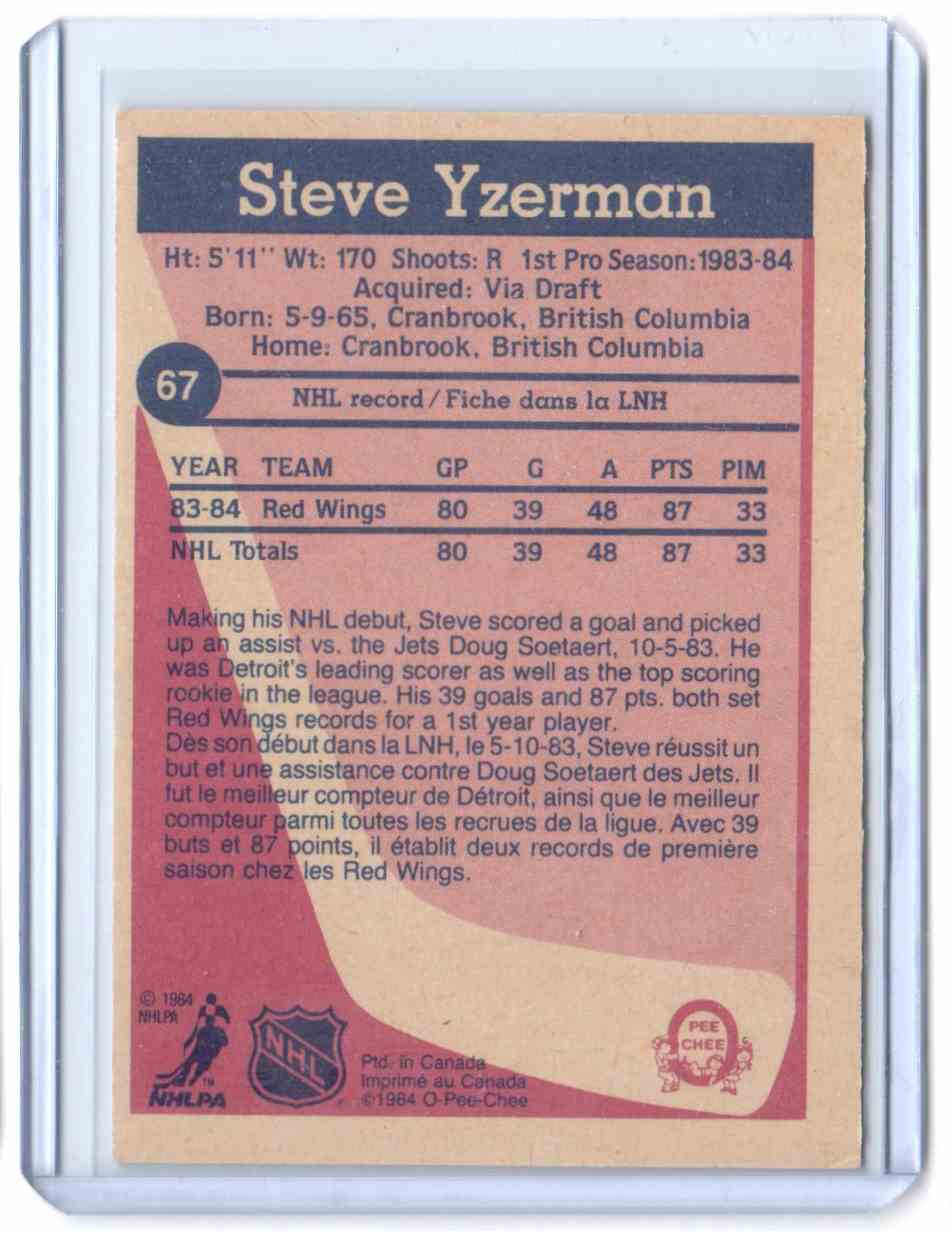 Steve Yzerman
Ht: 5'11'' Wt: 170 Shoots: R 1st Pro Season: 1983-84
Acquired: Via Draft
Born: 5-9-65, Cranbrook, British Columbia
Home: Cranbrook, British Columbia
67
NHL record / Fiche dans la LNH
YEAR TEAM GP G A PTS PIM
83-84 Red Wings 80 39 48 87 33
NHL Totals 80 39 48 87 33
Making his NHL debut, Steve scored a goal and picked
up an assist vs. the Jets Doug Soetaert, 10-5-83. He
was Detroit's leading scorer as well as the top scoring
rookie in the league. His 39 goals and 87 pts. both set
Red Wings records for a 1st year player.
Dès son début dans la LNH, le 5-10-83, Steve réussit un
but et une assistance contre Doug Soetaert des Jets. Il
fut le meilleur compteur de Détroit, ainsi que le meilleur
compteur parmi toutes les recrues de la ligue. Avec 39
buts et 87 points, il établit deux records de première
saison chez les Red Wings.
© 1984
NHLPA
TM
NHLPA
NHL
Ptd. in Canada
Imprimé au Canada
©1984 O-Pee-Chee
PEE
CHEE